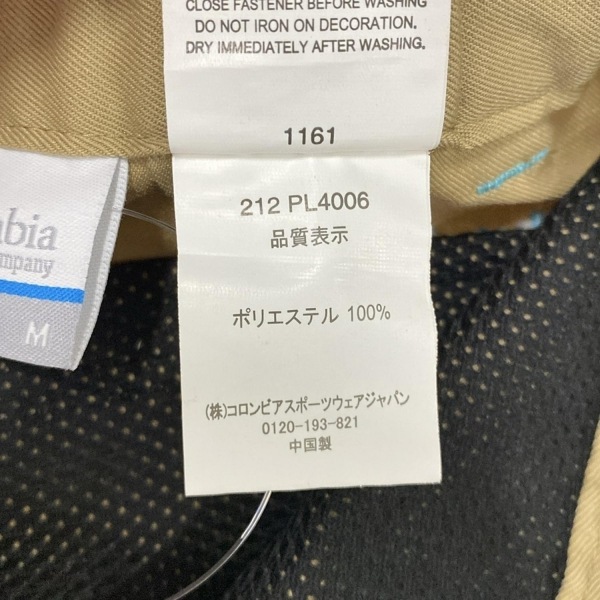 CLOSE FASTENER BEFORE WASHING
DO NOT IRON ON DECORATION.
DRY IMMEDIATELY AFTER WASHING.
1161
212 PL4006
品質表示
ポリエステル 100%
(株)コロンビアスポーツウェアジャパン
0120-193-821
中国製
bia
mpany
M